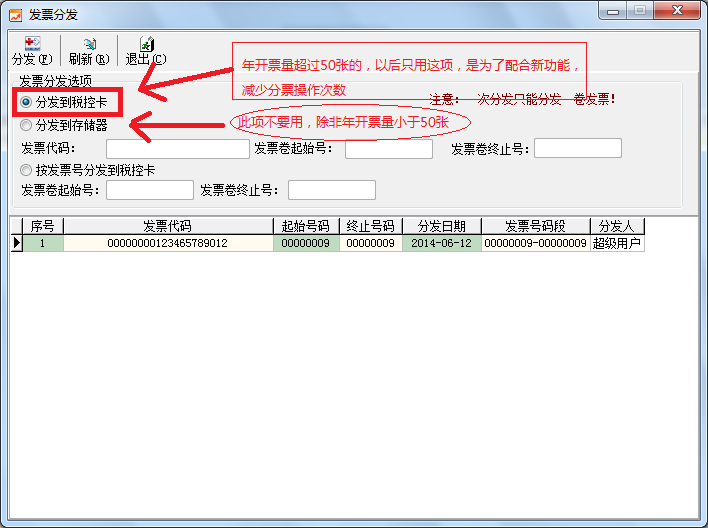 发票分发
分发(F) 刷新(R) 退出(C)
年开票量超过50张的，以后只用这项，是为了配合新功能，
减少分票操作次数
发票分发选项
分发到税控卡
注意： 次分发只能分发 卷发票！
分发到存储器
此项不要用，除非年开票量小于50张
发票代码： 发票卷起始号： 发票卷终止号：
按发票号分发到税控卡
发票卷起始号： 发票卷终止号：
序号 发票代码 起始号码 终止号码 分发日期 发票号码段 分发人
1 00000000123465789012 00000009 00000009 2014-06-12 00000009-00000009 超级用户